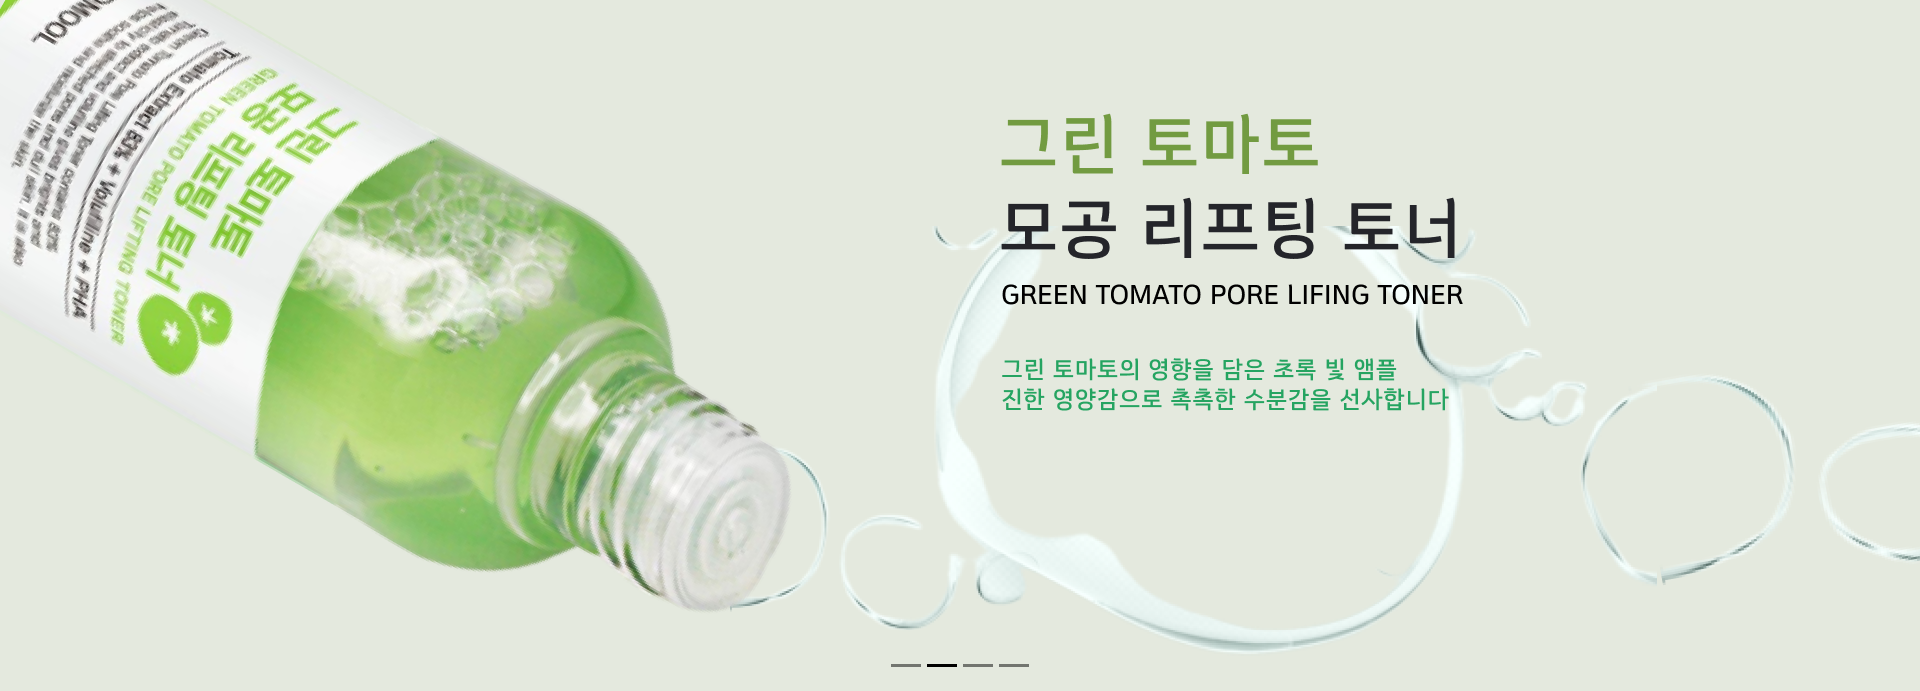 그린 토마토
모공 리프팅 토너
GREEN TOMATO PORE LIFING TONER
그린 토마토의 영향을 담은 초록 빛 앰플
진한 영양감으로 촉촉한 수분감을 선사합니다
그린 토마토
모공 리프팅 토너
GREEN TOMATO PORE LIFTING TONER
Tomato Extract 80% + Volufiline + PHA